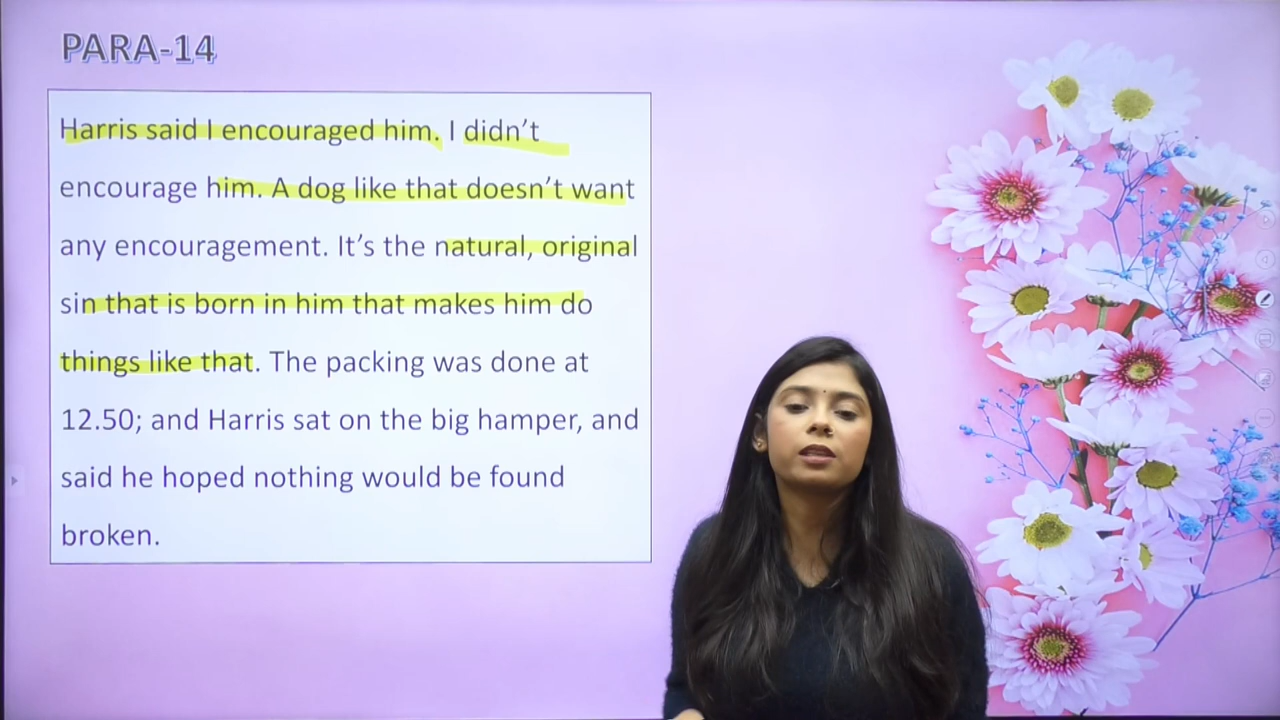 PARA-14
Harris said I encouraged him. I didn’t
encourage him. A dog like that doesn’t want
any encouragement. It’s the natural, original
sin that is born in him that makes him do
things like that. The packing was done at
12.50; and Harris sat on the big hamper, and
said he hoped nothing would be found
broken.